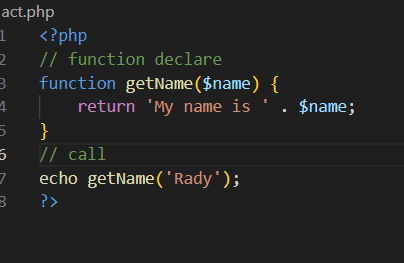 act.php
1 <?php
2 // function declare
3 function getName($name) {
4     return 'My name is ' . $name;
5 }
6 // call
7 echo getName('Rady');
8 ?>